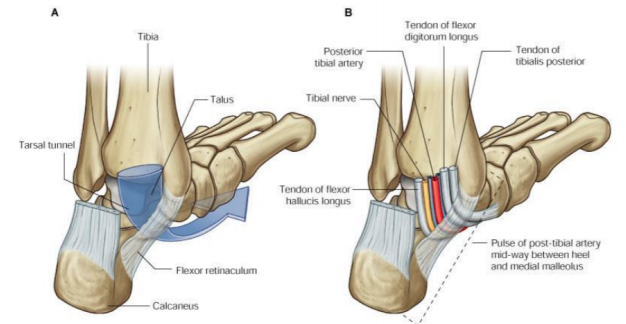 A
Tibia
Talus
Tarsal tunnel
Flexor retinaculum
Calcaneus
B
Tendon of flexor
digitorum longus
Posterior
tibial artery
Tendon of
tibialis posterior
Tibial nerve
Tendon of flexor
hallucis longus
Pulse of post-tibial artery
mid-way between heel
and medial malleolus